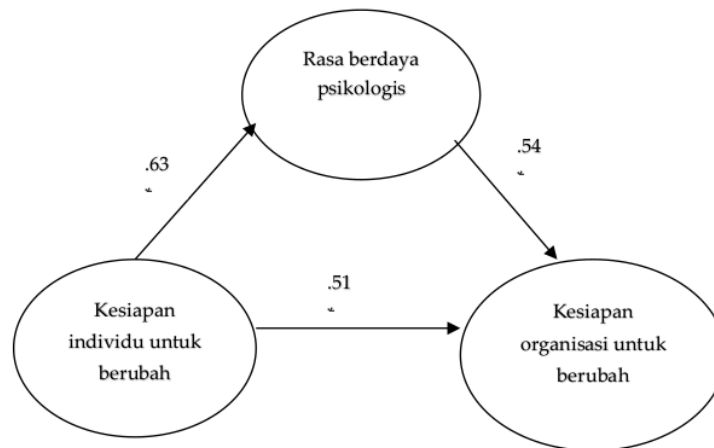 Rasa berdaya
psikologis
.63
.54
Kesiapan
individu untuk
berubah
.51
Kesiapan
organisasi untuk
berubah